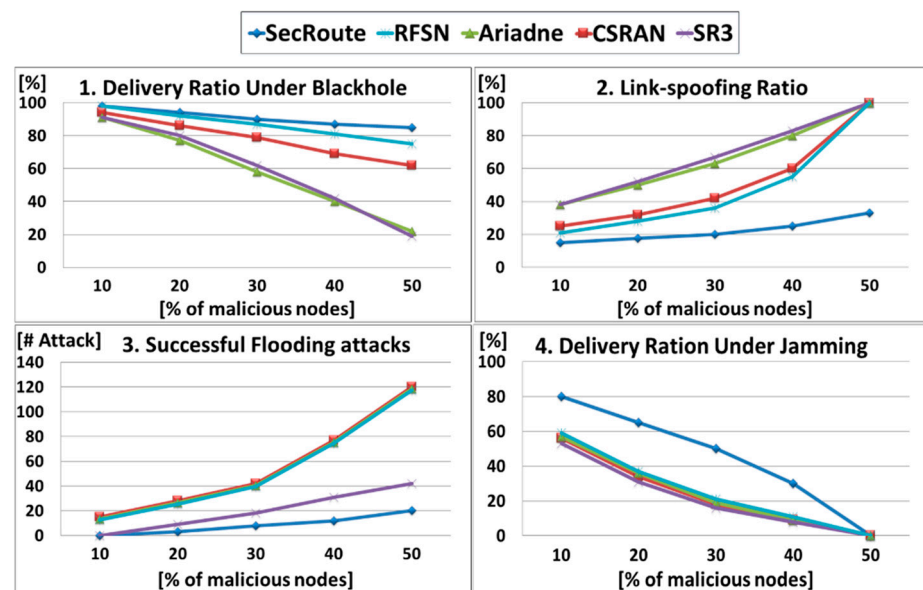 SecRoute RFSN Ariadne CSRAN SR3
[%]
1. Delivery Ratio Under Blackhole
100
80
60
40
20
0
10 20 30 40 50
[% of malicious nodes]
[%]
2. Link-spoofing Ratio
100
80
60
40
20
0
10 20 30 40 50
[% of malicious nodes]
[# Attack]
3. Successful Flooding attacks
140
120
100
80
60
40
20
0
10 20 30 40 50
[% of malicious nodes]
[%]
4. Delivery Ration Under Jamming
100
80
60
40
20
0
10 20 30 40 50
[% of malicious nodes]